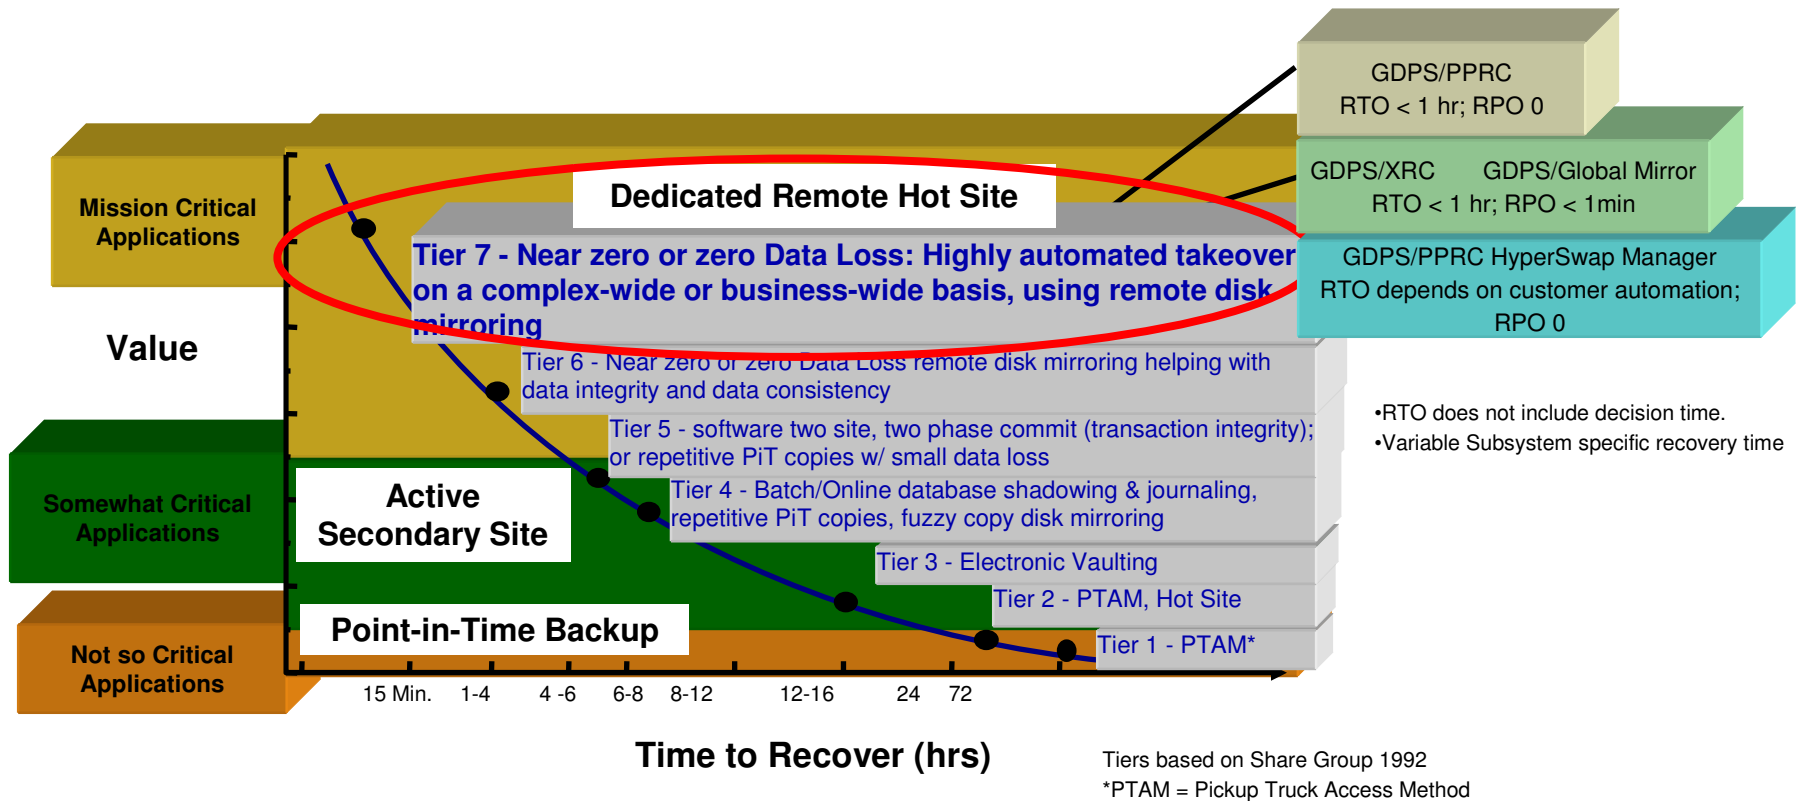 GDPS/PPRC
RTO < 1 hr; RPO 0
GDPS/XRC GDPS/Global Mirror
RTO < 1 hr; RPO < 1min
GDPS/PPRC HyperSwap Manager
RTO depends on customer automation;
RPO 0
Mission Critical
Applications
Value
Somewhat Critical
Applications
Not so Critical
Applications
Dedicated Remote Hot Site
Tier 7 - Near zero or zero Data Loss: Highly automated takeover
on a complex-wide or business-wide basis, using remote disk
mirroring
Tier 6 - Near zero or zero Data Loss remote disk mirroring helping with
data integrity and data consistency
Tier 5 - software two site, two phase commit (transaction integrity);
or repetitive PiT copies w/ small data loss
Active
Secondary Site
Tier 4 - Batch/Online database shadowing & journaling,
repetitive PiT copies, fuzzy copy disk mirroring
Tier 3 - Electronic Vaulting
Tier 2 - PTAM, Hot Site
Point-in-Time Backup
Tier 1 - PTAM*
•RTO does not include decision time.
•Variable Subsystem specific recovery time
15 Min. 1-4 4 -6 6-8 8-12 12-16 24 72
Time to Recover (hrs)
Tiers based on Share Group 1992
*PTAM = Pickup Truck Access Method